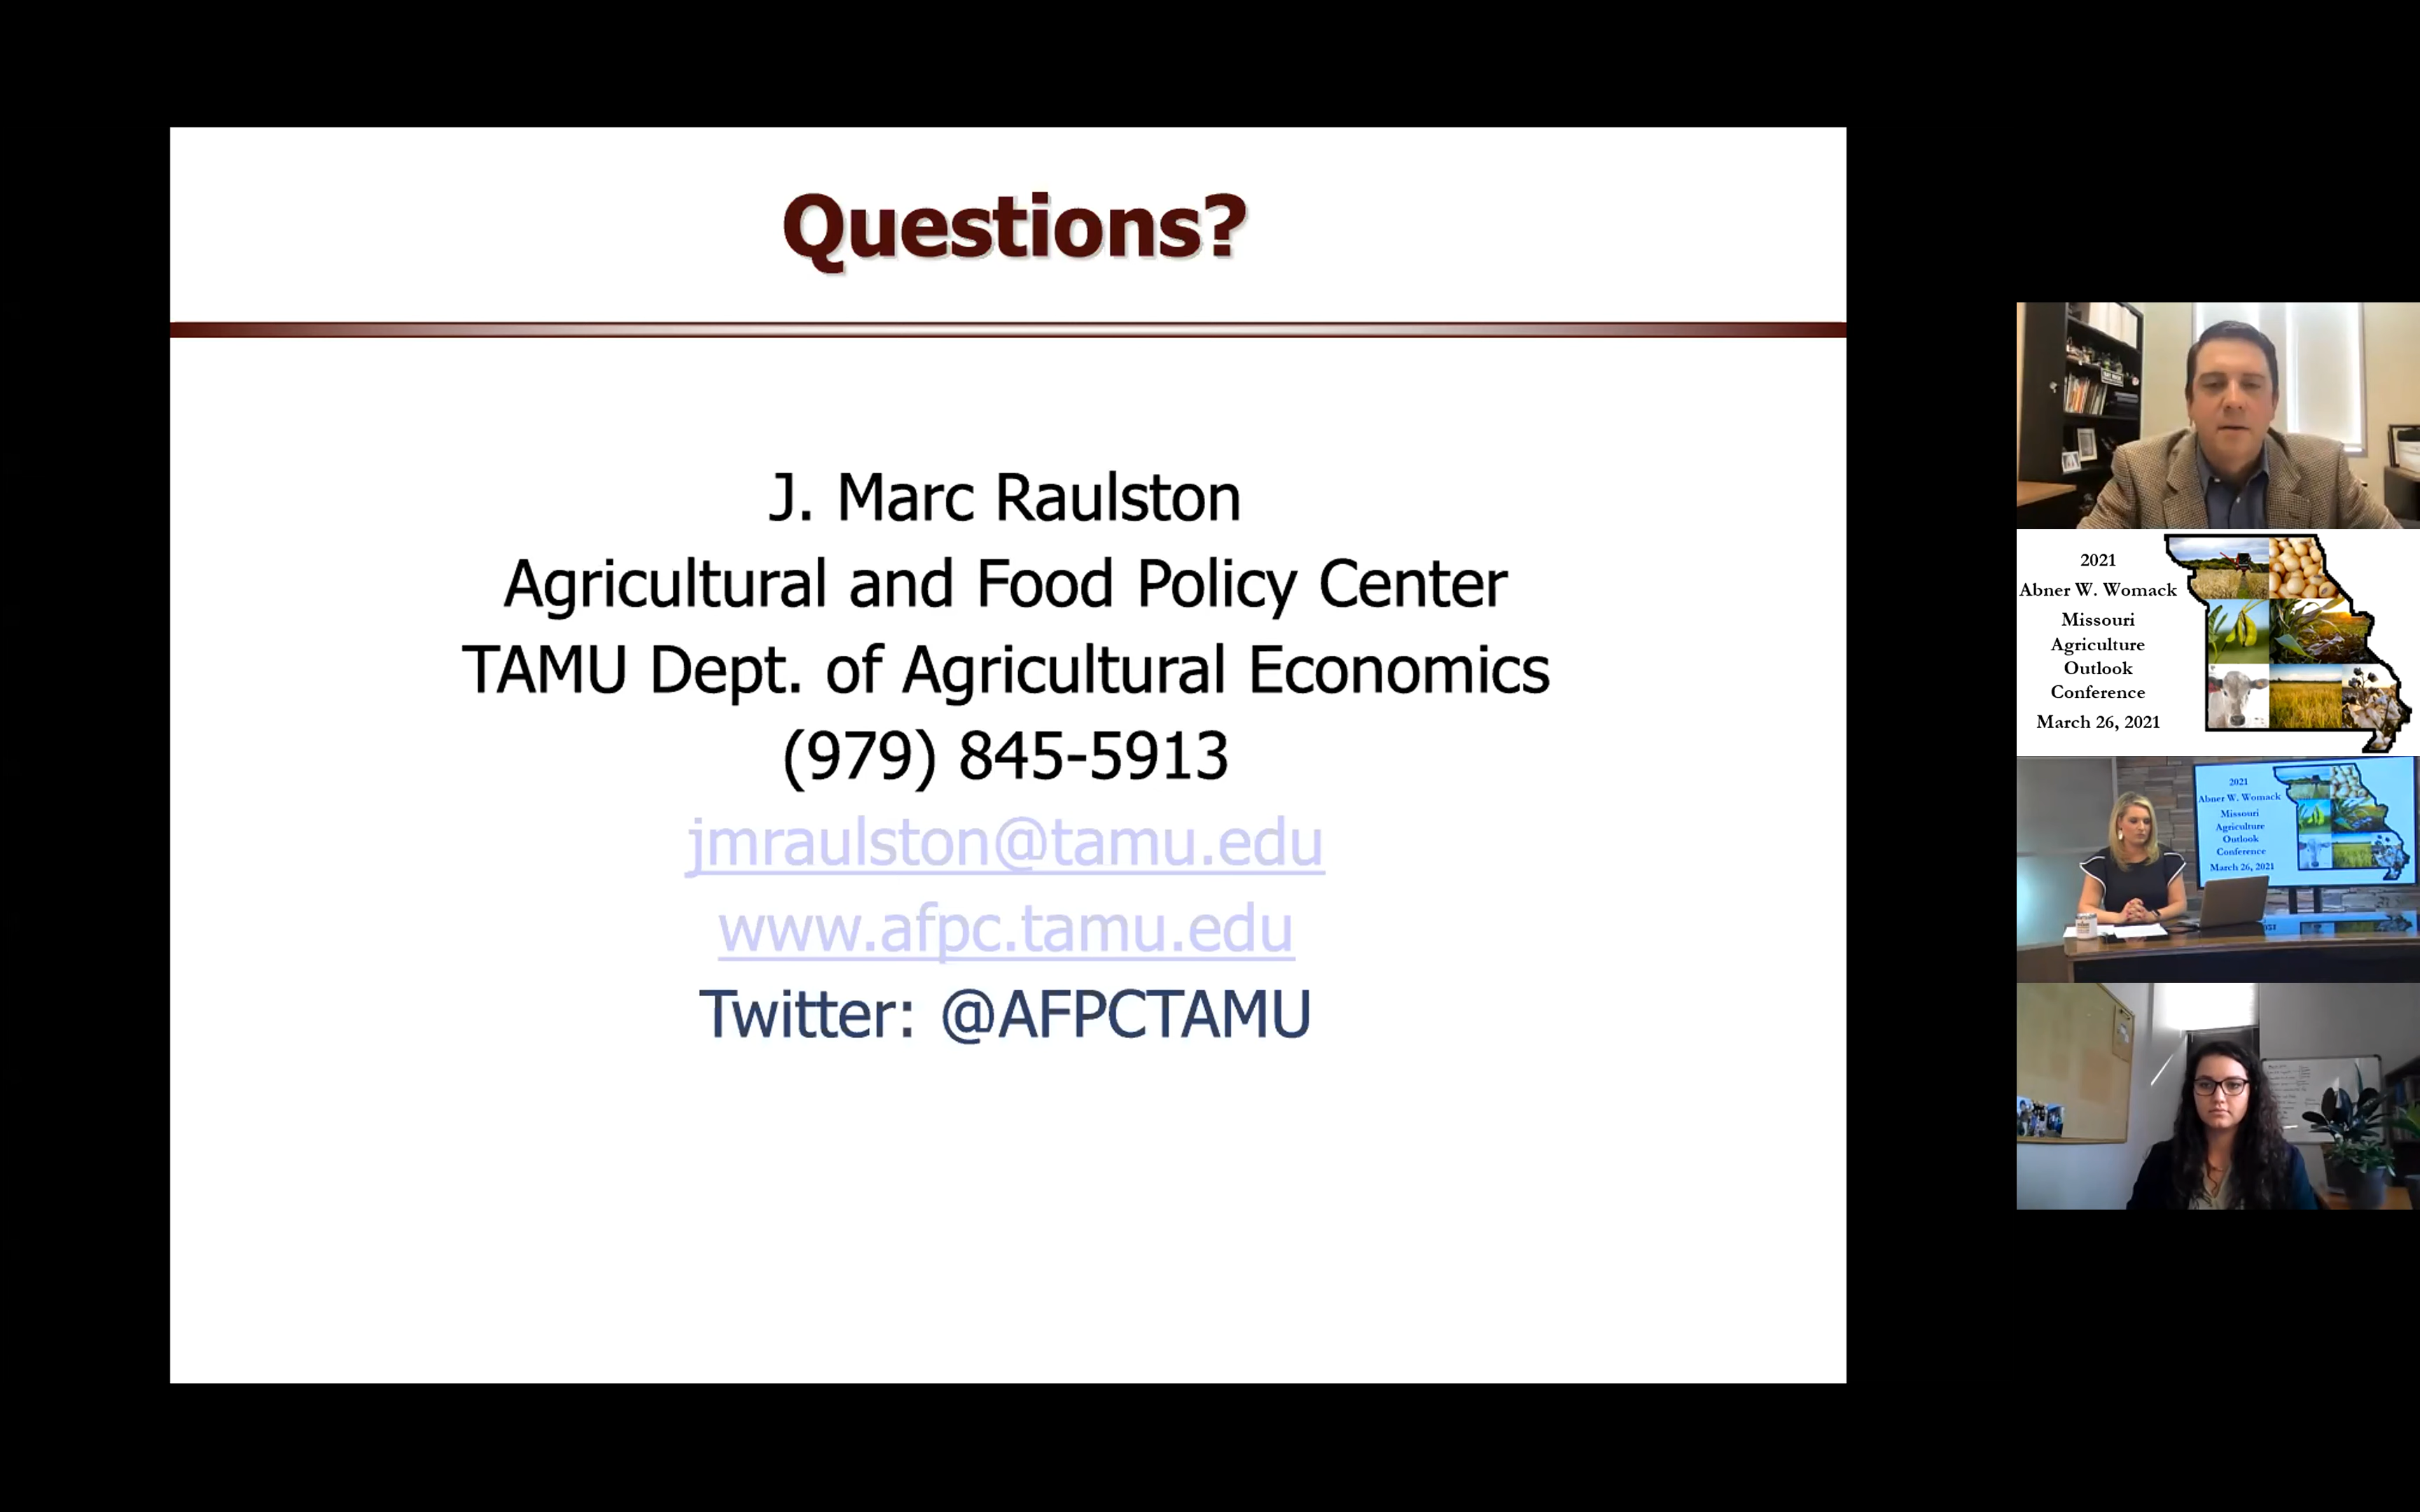 Questions?
J. Marc Raulston
Agricultural and Food Policy Center
TAMU Dept. of Agricultural Economics
(979) 845-5913
jmraulston@tamu.edu
www.afpc.tamu.edu
Twitter: @AFPCTAMU
2021
Abner W. Womack
Missouri
Agriculture
Outlook
Conference
March 26, 2021
2021
Abner W. Womack
Missouri
Agriculture
Outlook
Conference
March 26, 2021